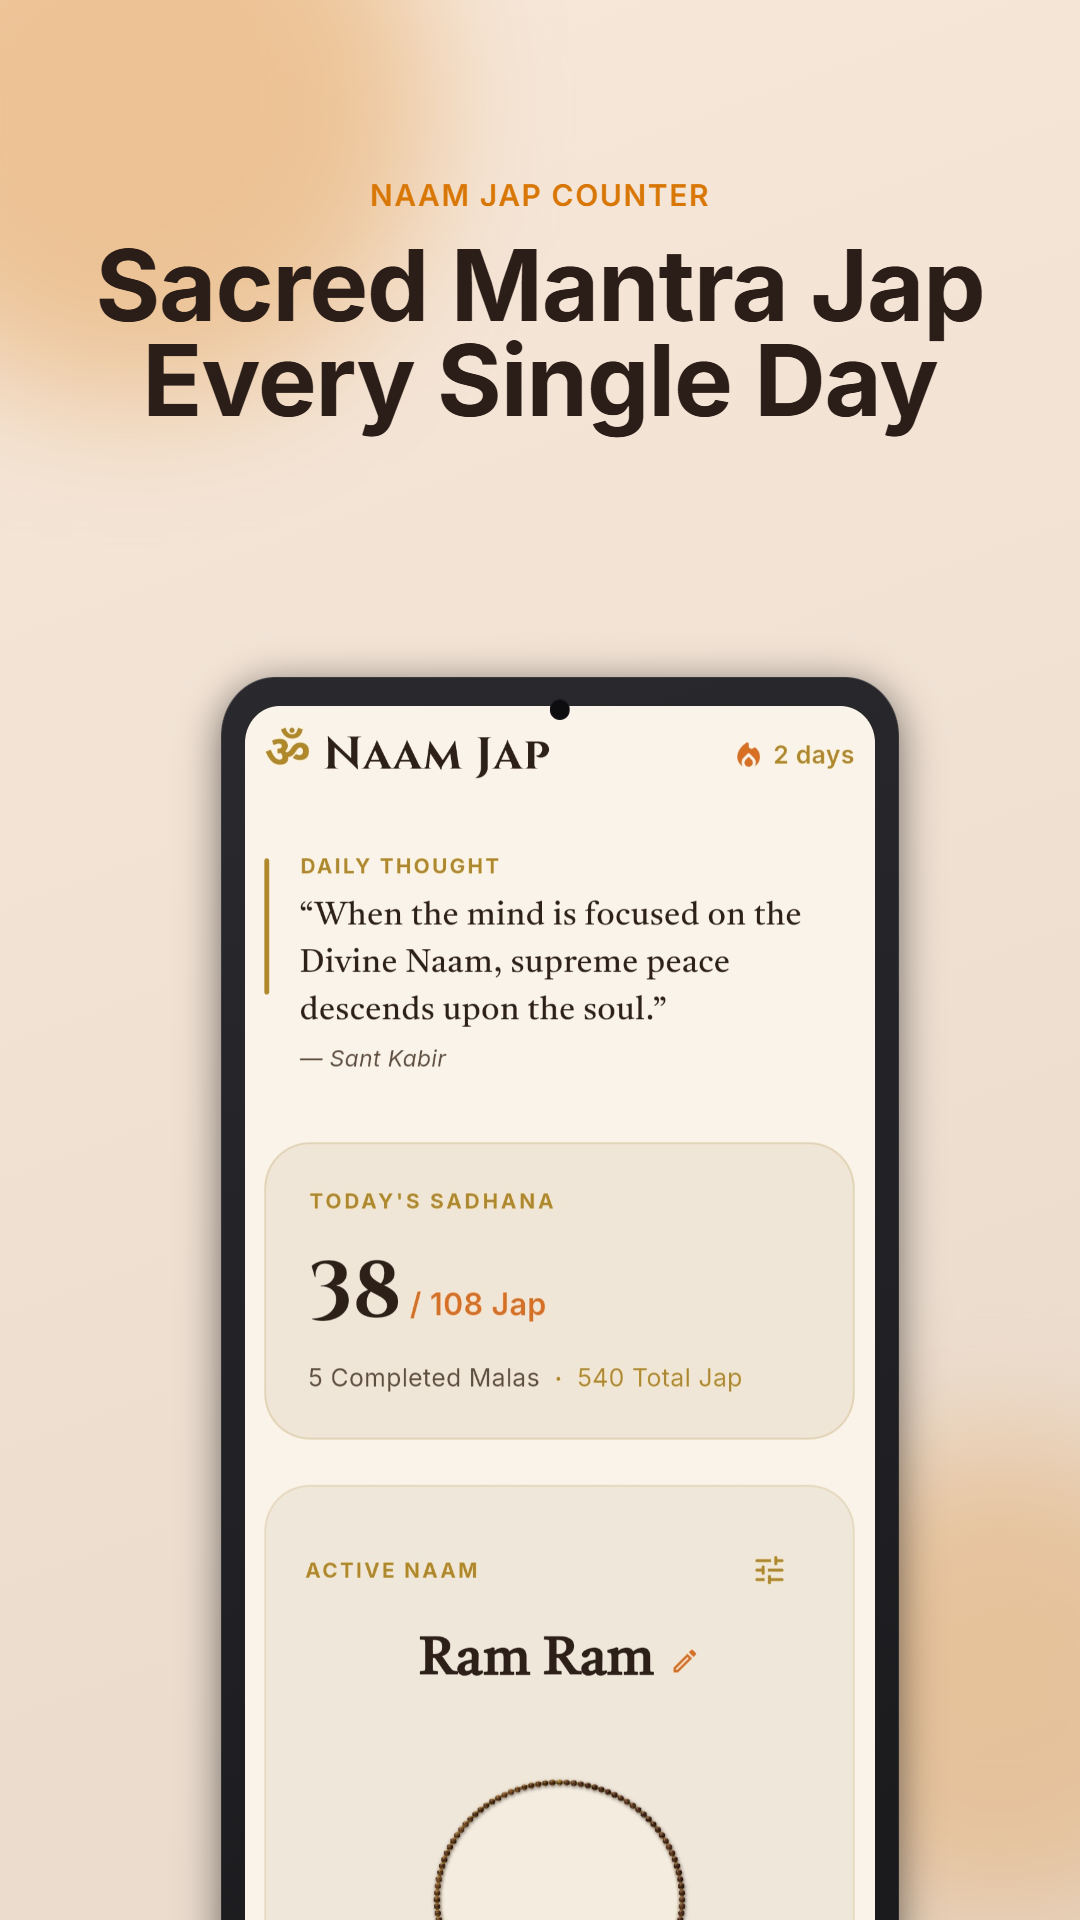 NAAM JAP COUNTER
Sacred Mantra Jap
Every Single Day
ॐ NAAM JAP
2 days
DAILY THOUGHT
“When the mind is focused on the
Divine Naam, supreme peace
descends upon the soul.”
— Sant Kabir
TODAY'S SADHANA
38 / 108 Jap
5 Completed Malas · 540 Total Jap
ACTIVE NAAM
Ram Ram